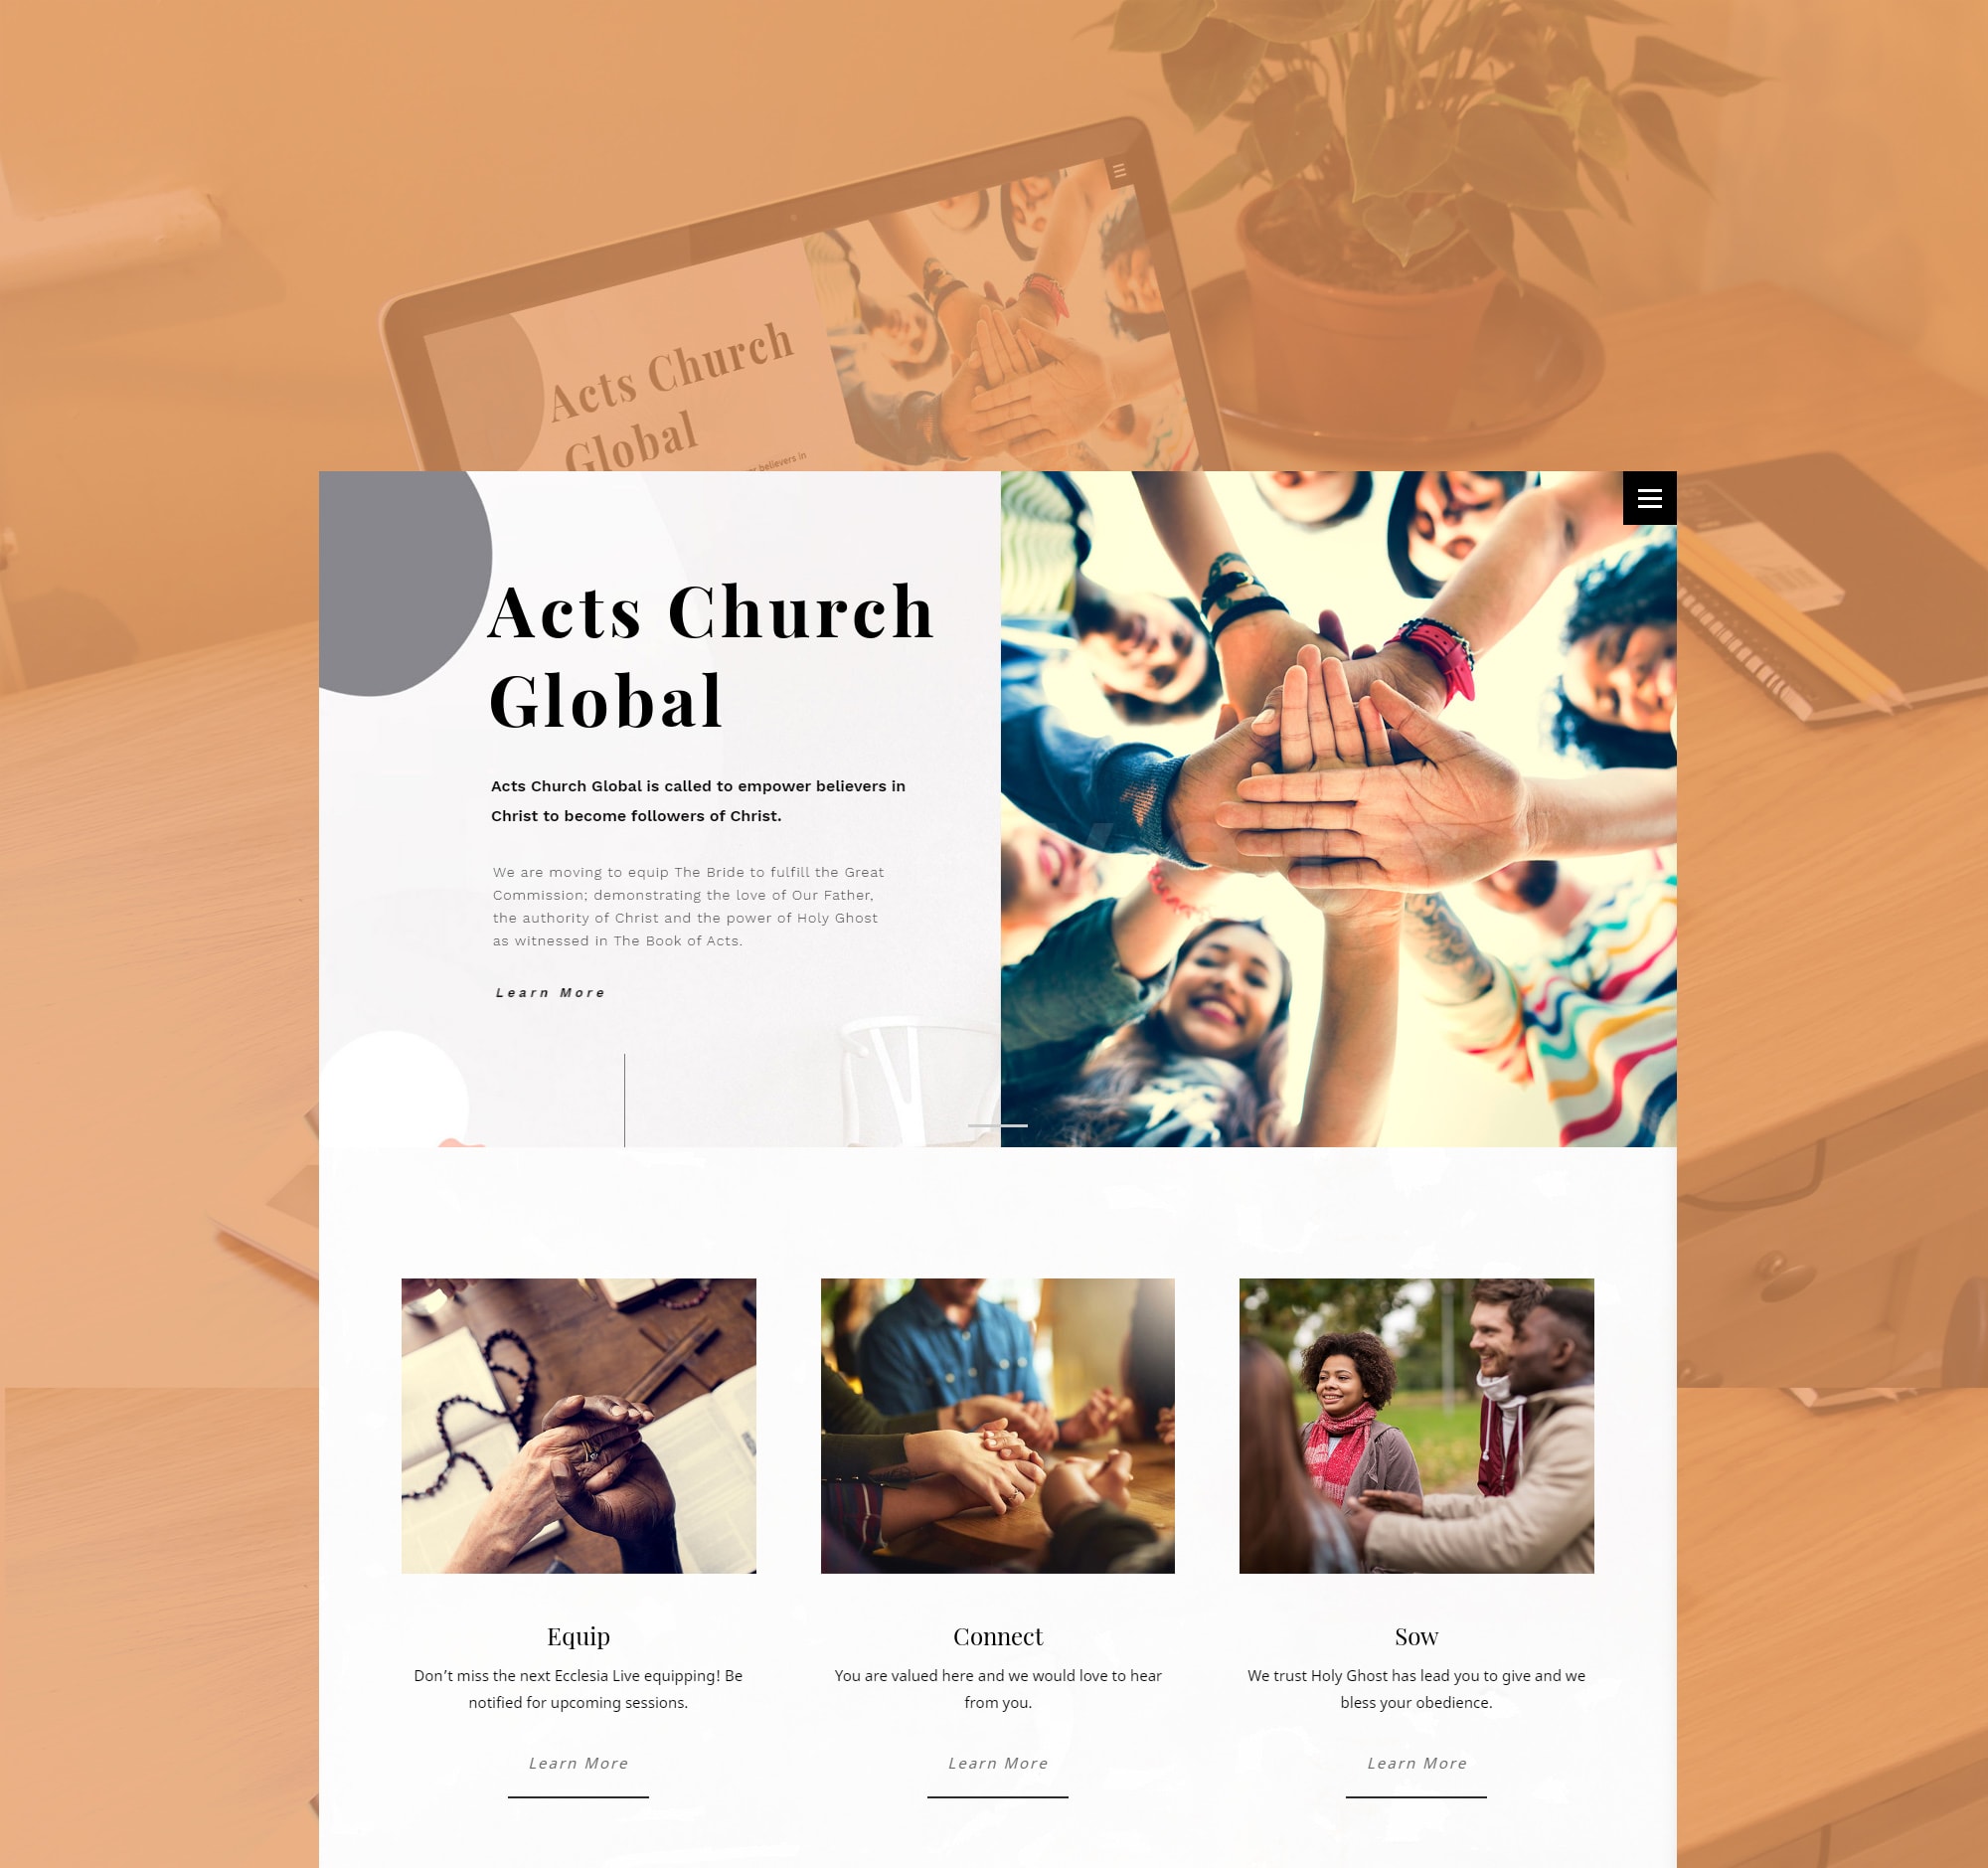 Acts Church
Global
er believers in
Acts Church
Global
Acts Church Global is called to empower believers in
Christ to become followers of Christ.
We are moving to equip The Bride to fulfill the Great
Commission; demonstrating the love of Our Father,
the authority of Christ and the power of Holy Ghost
as witnessed in The Book of Acts.
Learn More
Equip
Don't miss the next Ecclesia Live equipping! Be
notified for upcoming sessions.
Learn More
Connect
You are valued here and we would love to hear
from you.
Learn More
Sow
We trust Holy Ghost has lead you to give and we
bless your obedience.
Learn More